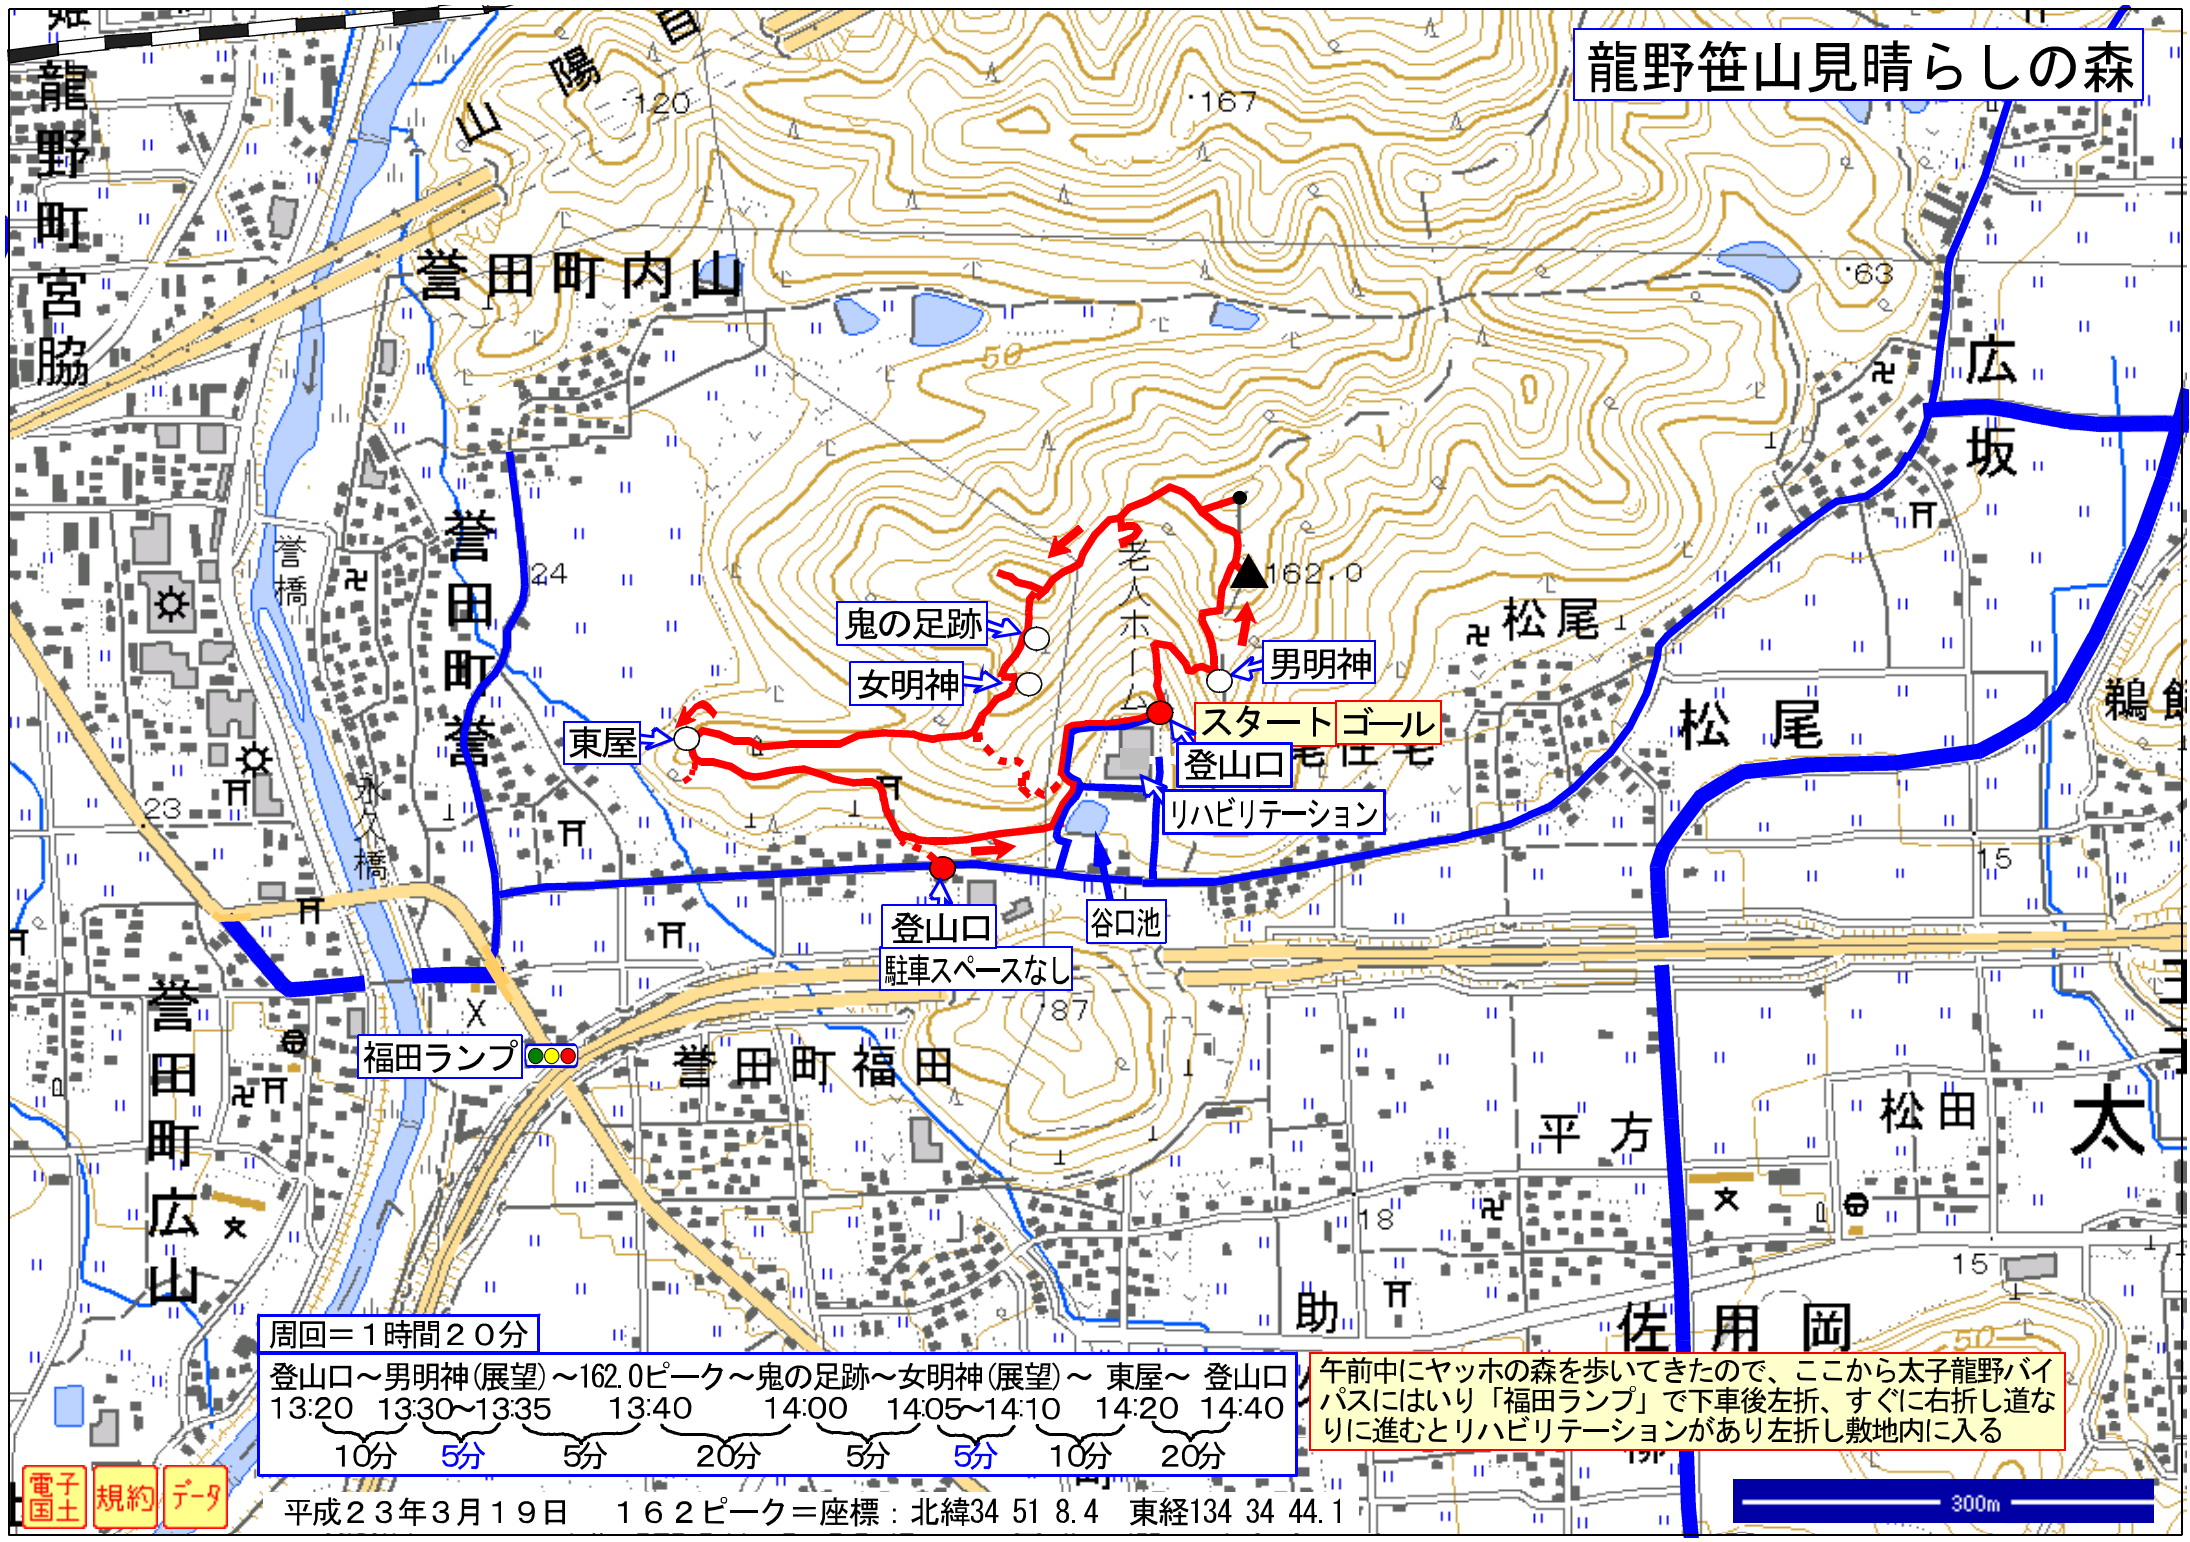 龍野笹山見晴らしの森
姫
龍野町宮脇
山陽自
120
167
誉田町内山
63
広坂
50
誉橋
誉田町誉
24
老人ホーム
162.0
鬼の足跡
女明神
男明神
松尾
東屋
スタート
ゴール
登山口
尾住宅
松尾
鵜飼
リハビリテーション
23
永久橋
15
登山口
駐車スペースなし
谷口池
誉田町広山
87
福田ランプ
誉田町福田
平方
松田
太
18
15
助
佐用岡
50
周回=1時間20分
登山口~男明神(展望)~162.0ピーク~鬼の足跡~女明神(展望)~ 東屋~ 登山口
13:20 13:30~13:35 13:40 14:00 14:05~14:10 14:20 14:40
10分 5分 5分 20分 5分 5分 10分 20分
午前中にヤッホの森を歩いてきたので、ここから太子龍野バイ
パスにはいり「福田ランプ」で下車後左折、すぐに右折し道な
りに進むとリハビリテーションがあり左折し敷地内に入る
電子
国土
規約
データ
平成23年3月19日 162ピーク=座標:北緯34 51 8.4 東経134 34 44.1
300m